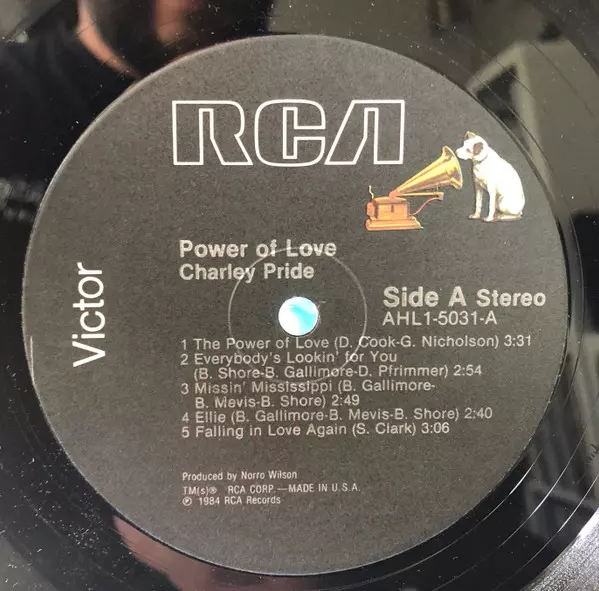 RCA
Victor
Power of Love
Charley Pride
Side A Stereo
AHL1-5031-A
1 The Power of Love (D. Cook-G. Nicholson) 3:31
2 Everybody's Lookin' for You
(B. Shore-B. Gallimore-D. Pfrimmer) 2:54
3 Missin' Mississippi (B. Gallimore-
B. Mevis-B. Shore) 2:49
4 Ellie (B. Gallimore-B. Mevis-B. Shore) 2:40
5 Falling in Love Again (S. Clark) 3:06
Produced by Norro Wilson
TM(s)® RCA CORP.—MADE IN U.S.A.
℗ 1984 RCA Records